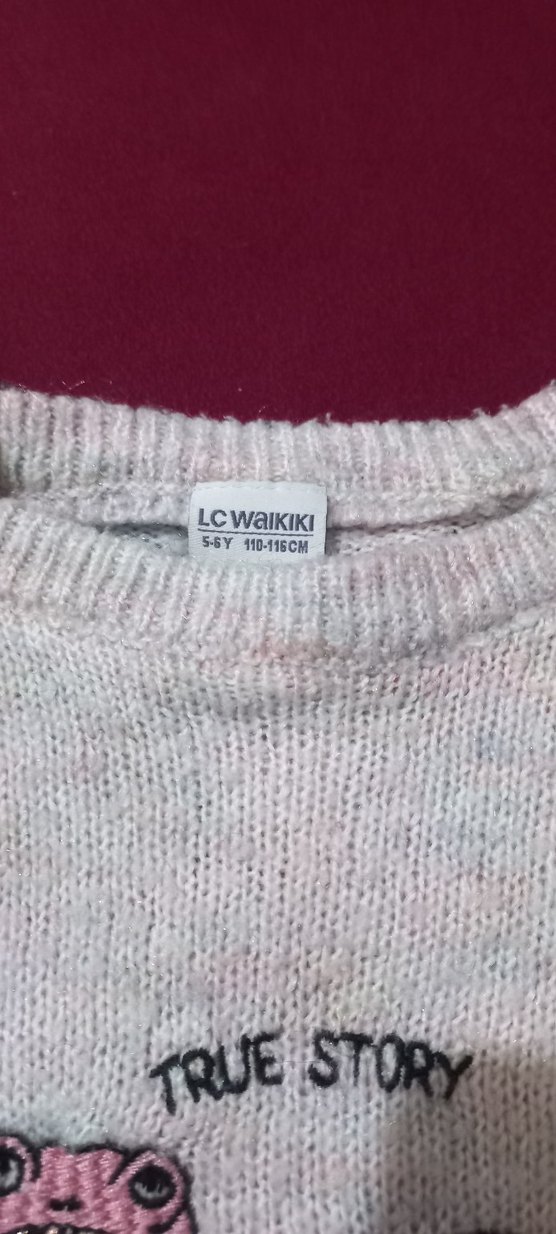 LC WAIKIKI
5-6Y 110-116CM
TRUE STORY